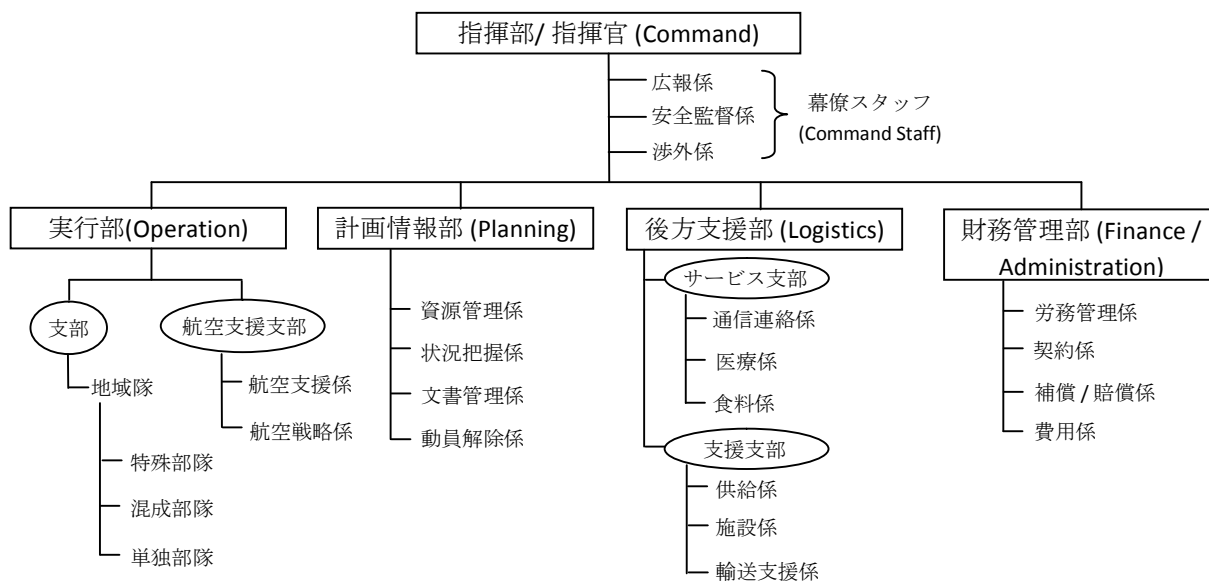 指揮部/ 指揮官 (Command)
広報係
安全監督係
渉外係
幕僚スタッフ
(Command Staff)
実行部(Operation)
支部
航空支援支部
地域隊
航空支援係
航空戦略係
特殊部隊
混成部隊
単独部隊
計画情報部 (Planning)
資源管理係
状況把握係
文書管理係
動員解除係
後方支援部 (Logistics)
サービス支部
通信連絡係
医療係
食料係
支援支部
供給係
施設係
輸送支援係
財務管理部 (Finance /
Administration)
労務管理係
契約係
補償 / 賠償係
費用係